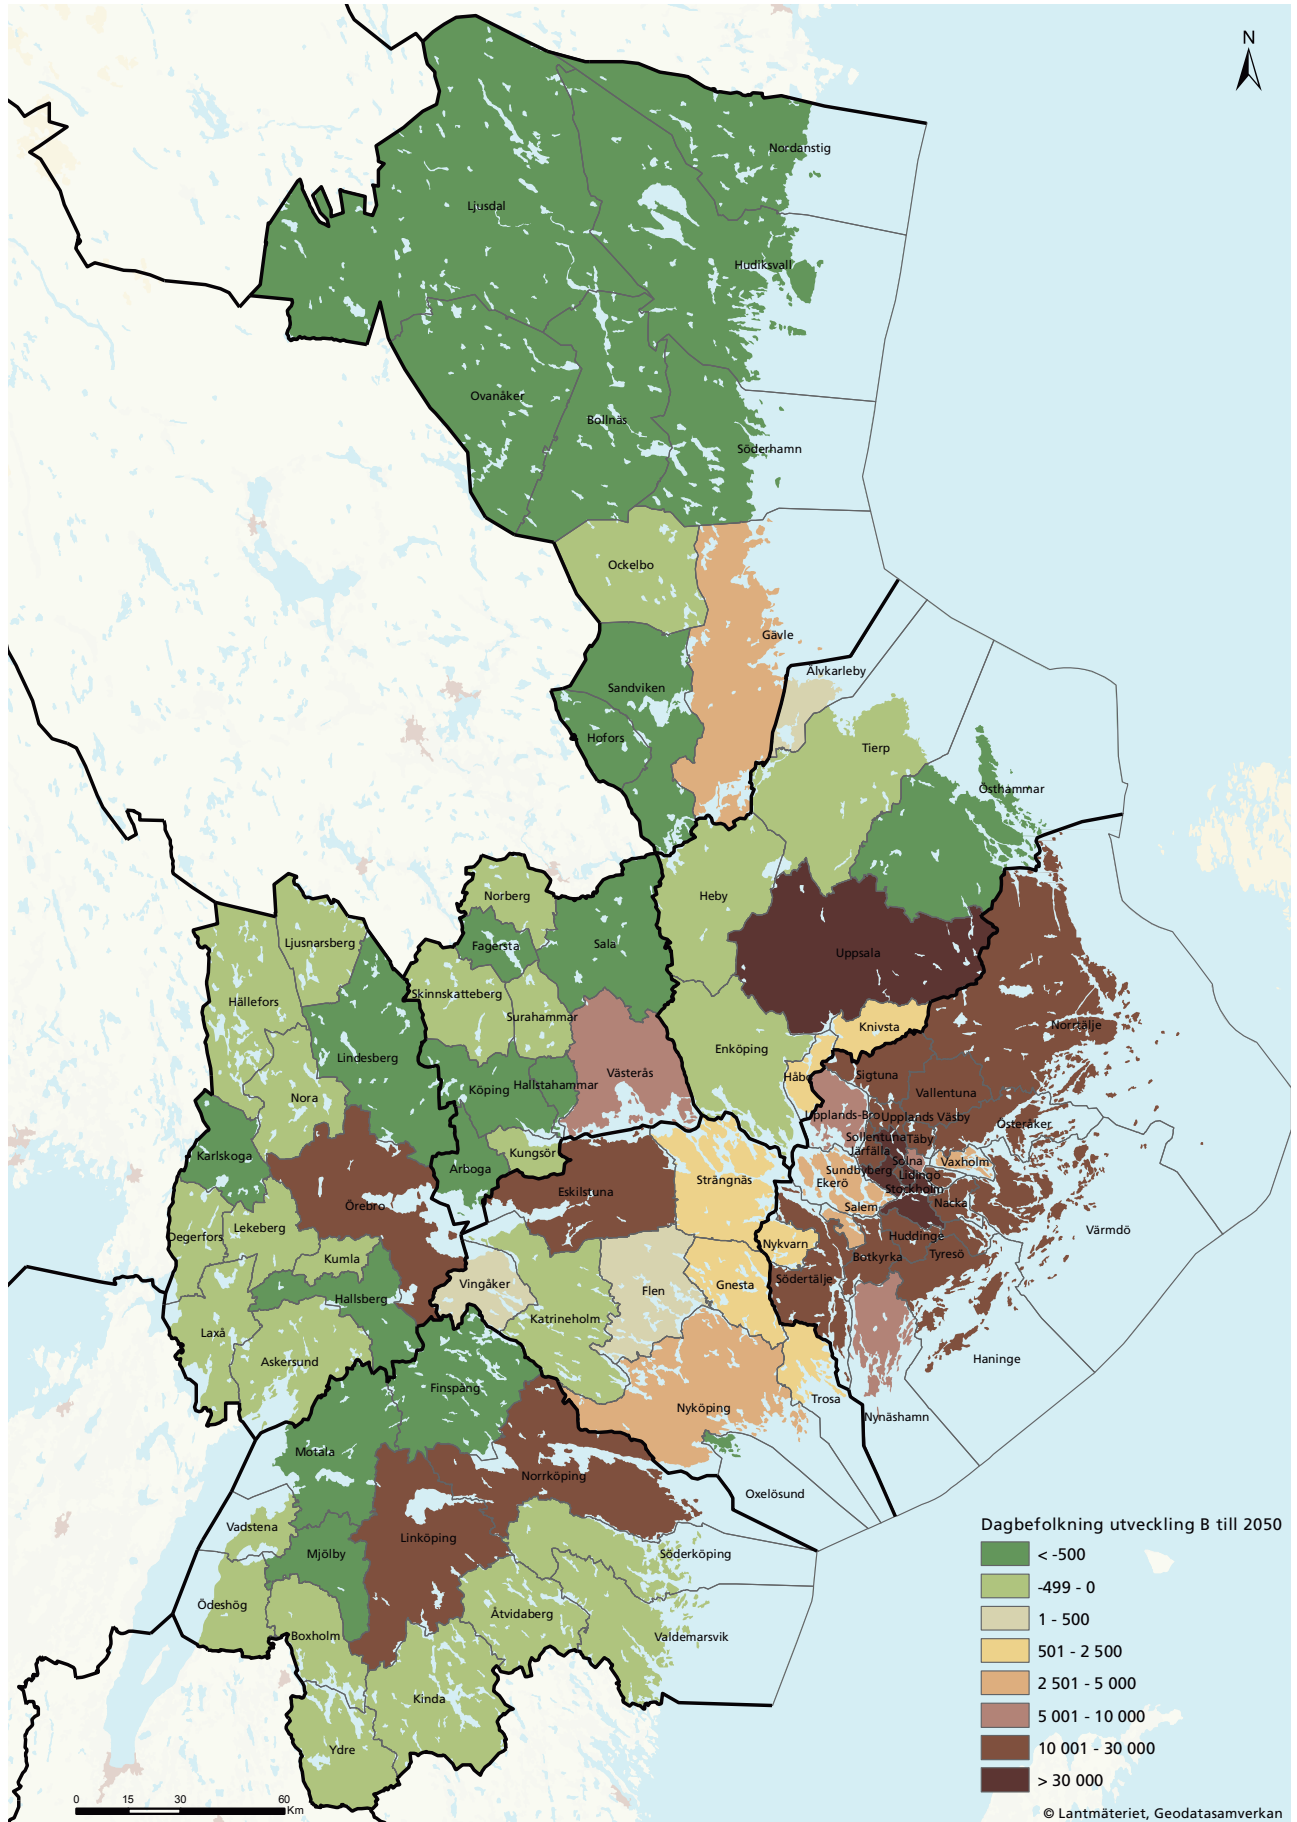 N
Nordanstig
Ljusdal
Hudiksvall
Ovanåker
Bollnäs
Söderhamn
Ockelbo
Gävle
Älvkarleby
Sandviken
Hofors
Tierp
Östhammar
Heby
Norberg
Ljusnarsberg
Fagersta
Sala
Uppsala
Hällefors
Skinnskatteberg
Surahammar
Knivsta
Norrtälje
Enköping
Lindesberg
Västerås
Håbo
Sigtuna
Köping
Hallstahammar
Nora
Vallentuna
Upplands-Bro
Upplands Väsby
Österåker
Sollentuna
Täby
Järfälla
Karlskoga
Kungsör
Solna
Vaxholm
Arboga
Sundbyberg
Lidingö
Strängnäs
Ekerö
Stockholm
Eskilstuna
Örebro
Salem
Nacka
Lekeberg
Degerfors
Värmdö
Huddinge
Nykvarn
Botkyrka
Tyresö
Kumla
Södertälje
Vingåker
Gnesta
Flen
Hallsberg
Katrineholm
Laxå
Askersund
Haninge
Finspång
Trosa
Nyköping
Nynäshamn
Motala
Norrköping
Oxelösund
Vadstena
Linköping
Mjölby
Söderköping
Ödeshög
Åtvidaberg
Boxholm
Valdemarsvik
Kinda
Ydre
Dagbefolkning utveckling B till 2050
< -500
-499 - 0
1 - 500
501 - 2 500
2 501 - 5 000
5 001 - 10 000
10 001 - 30 000
> 30 000
0 15 30 60
Km
© Lantmäteriet, Geodatasamverkan